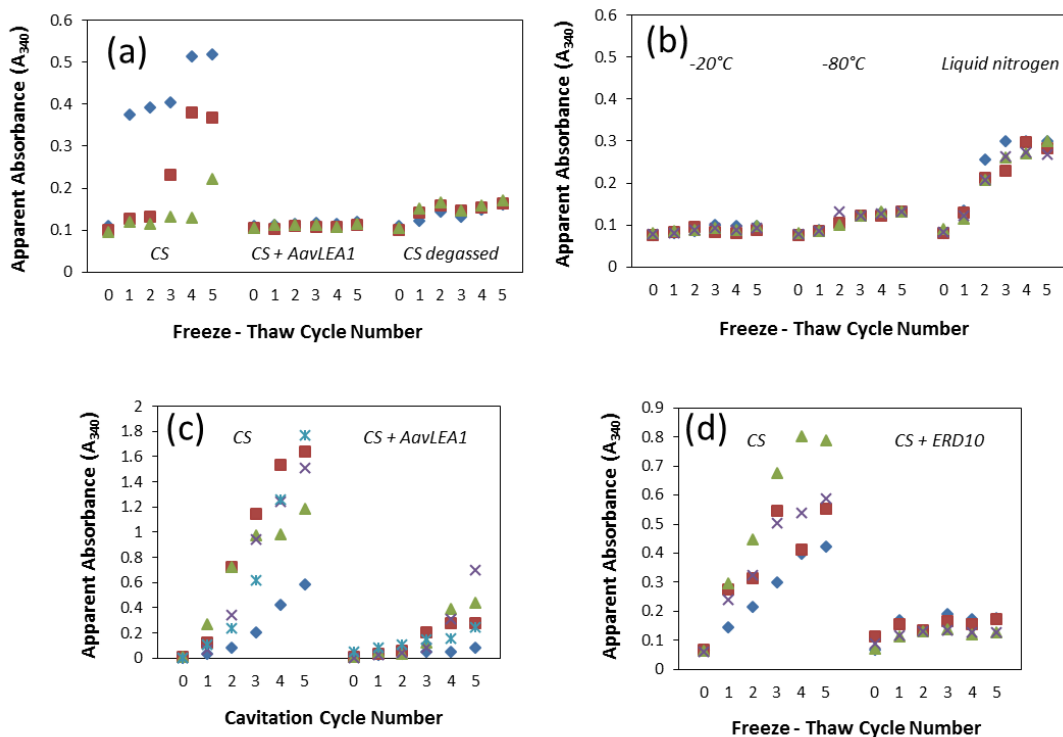 (a)
Apparent Absorbance (A340)
0.6
0.5
0.4
0.3
0.2
0.1
0
CS
CS + AavLEA1
CS degassed
0 1 2 3 4 5 0 1 2 3 4 5 0 1 2 3 4 5
Freeze - Thaw Cycle Number
(b)
Apparent Absorbance (A340)
0.6
0.5
0.4
0.3
0.2
0.1
0
-20°C
-80°C
Liquid nitrogen
0 1 2 3 4 5 0 1 2 3 4 5 0 1 2 3 4 5
Freeze - Thaw Cycle Number
(c)
Apparent Absorbance (A340)
2
1.8
1.6
1.4
1.2
1
0.8
0.6
0.4
0.2
0
CS
CS + AavLEA1
0 1 2 3 4 5 0 1 2 3 4 5
Cavitation Cycle Number
(d)
Apparent Absorbance (A340)
0.9
0.8
0.7
0.6
0.5
0.4
0.3
0.2
0.1
0
CS
CS + ERD10
0 1 2 3 4 5 0 1 2 3 4 5
Freeze - Thaw Cycle Number